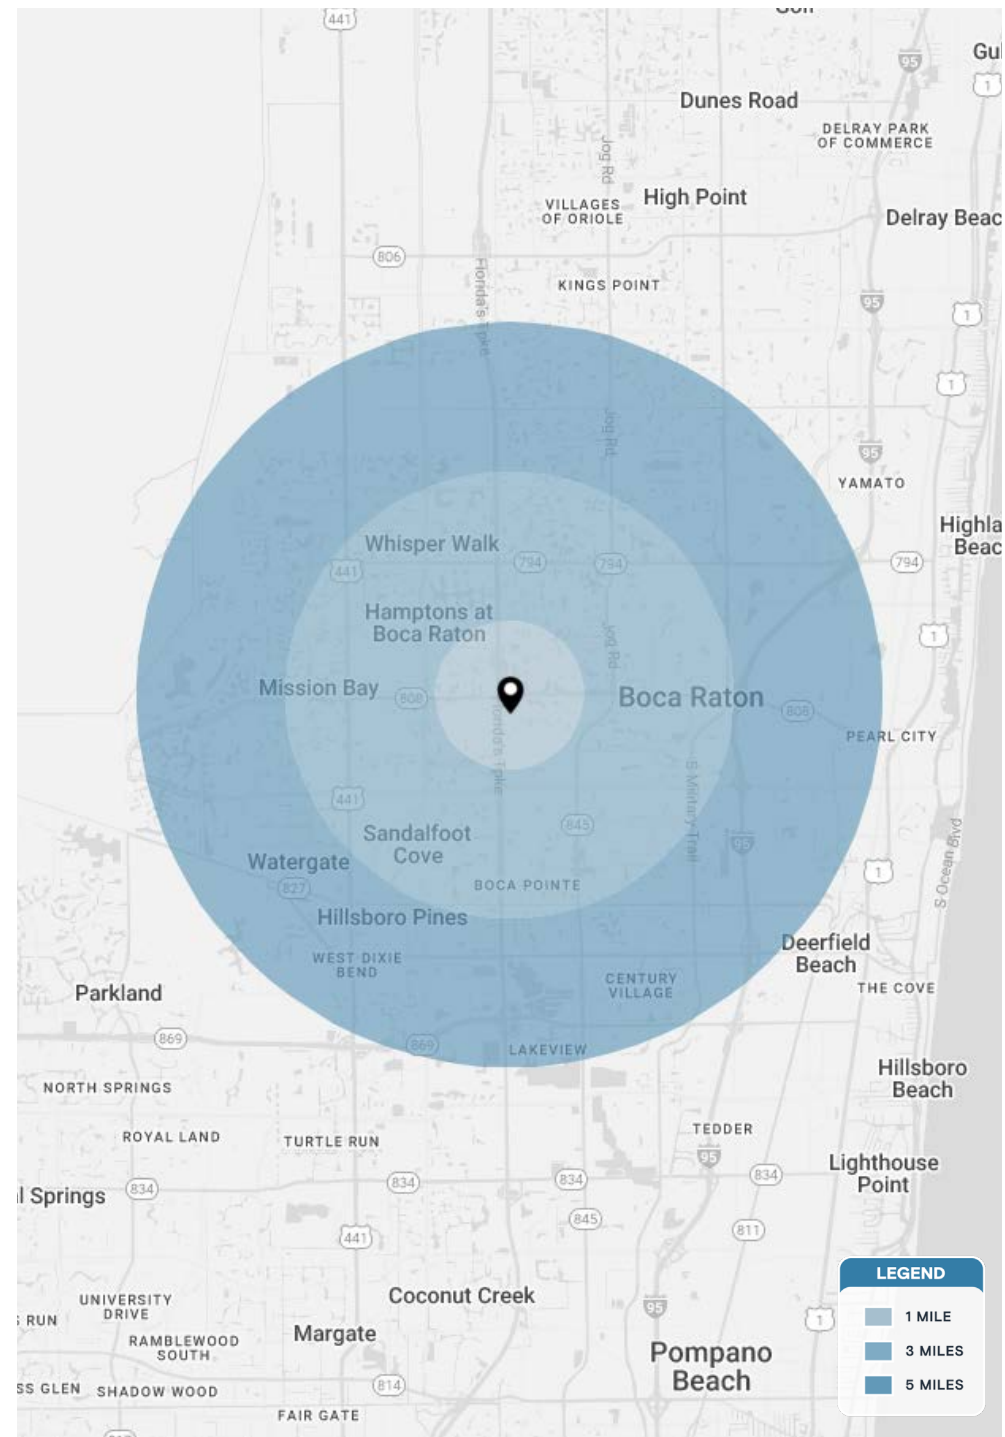 441
95
Gul
1
Dunes Road
DELRAY PARK
OF COMMERCE
Jog Rd
VILLAGES
OF ORIOLE
High Point
Delray Beac
806
KINGS POINT
Florida's Tpke
95
1
1
Jog Rd
95
YAMATO
Highla
Beac
Whisper Walk
441
794
794
794
Hamptons at
Boca Raton
Jog Rd
1
Mission Bay
808
Boca Raton
808
PEARL CITY
Florida's Tpke
S Military Trail
441
845
95
Sandalfoot
Cove
Watergate
827
BOCA POINTE
1
S Ocean Blvd
Hillsboro Pines
WEST DIXIE
BEND
CENTURY
VILLAGE
Deerfield
Beach
THE COVE
Parkland
869
869
LAKEVIEW
Hillsboro
Beach
NORTH SPRINGS
ROYAL LAND
TURTLE RUN
TEDDER
95
834
Lighthouse
Point
l Springs
834
834
834
845
811
441
UNIVERSITY
DRIVE
Coconut Creek
95
1
RUN
RAMBLEWOOD
SOUTH
Margate
Pompano
Beach
SS GLEN
SHADOW WOOD
814
FAIR GATE
LEGEND
1 MILE
3 MILES
5 MILES